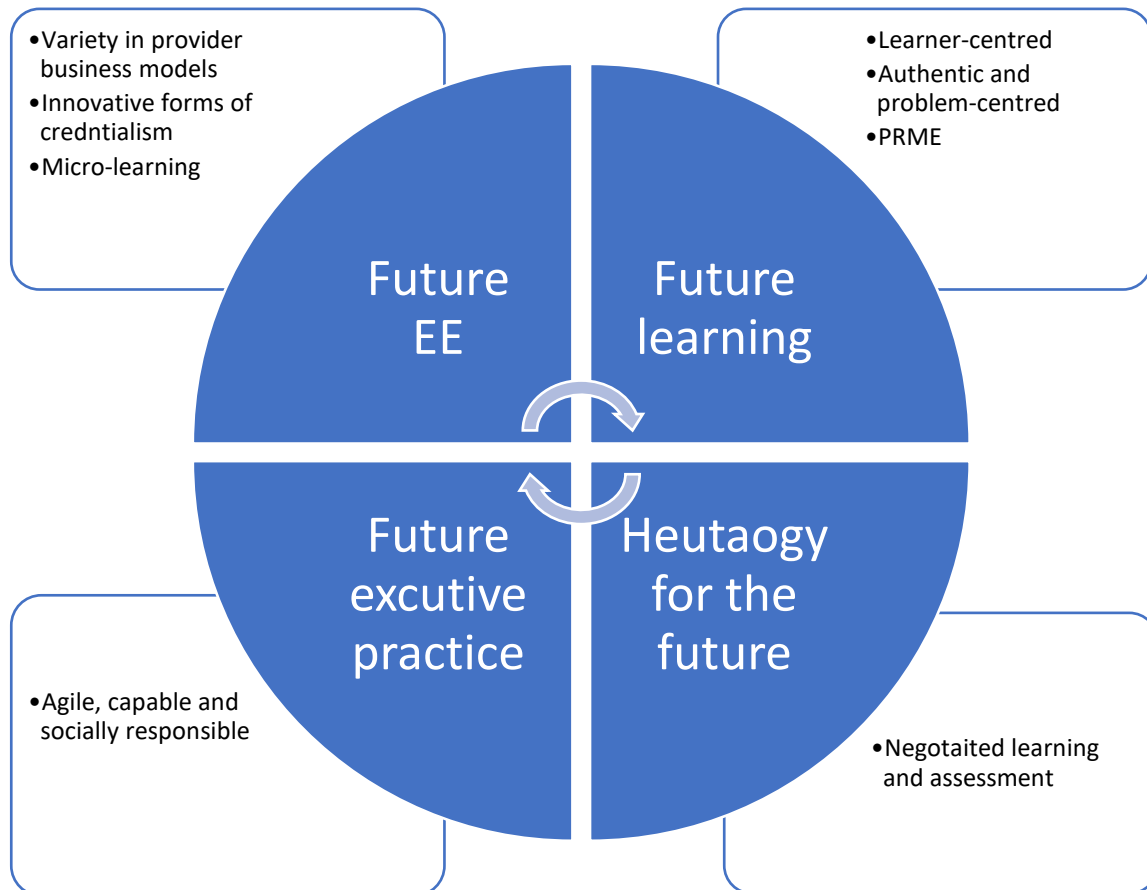 •Variety in provider
business models
•Innovative forms of
credntialism
•Micro-learning
•Learner-centred
•Authentic and
problem-centred
•PRME
Future
EE
Future
learning
Future
excutive
practice
Heutaogy
for the
future
•Agile, capable and
socially responsible
•Negotaited learning
and assessment